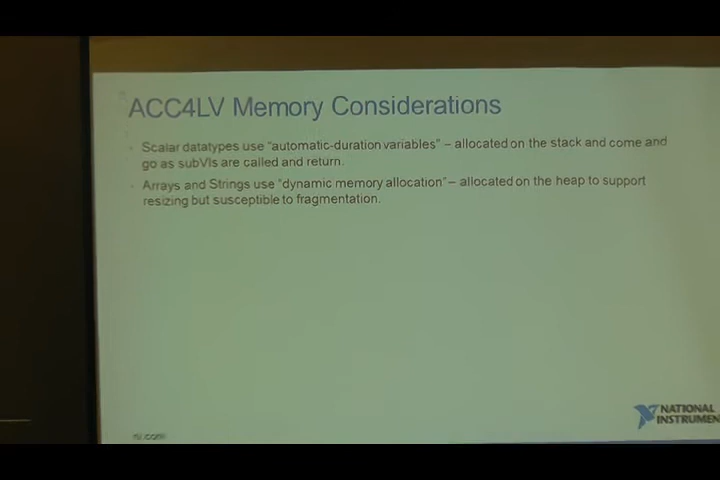 ACC4LV Memory Considerations
Scalar datatypes use "automatic-duration variables" – allocated on the stack and come and
go as subVIs are called and return.
Arrays and Strings use "dynamic memory allocation" – allocated on the heap to support
resizing but susceptible to fragmentation.
NATIONAL
INSTRUMEN
ni.com